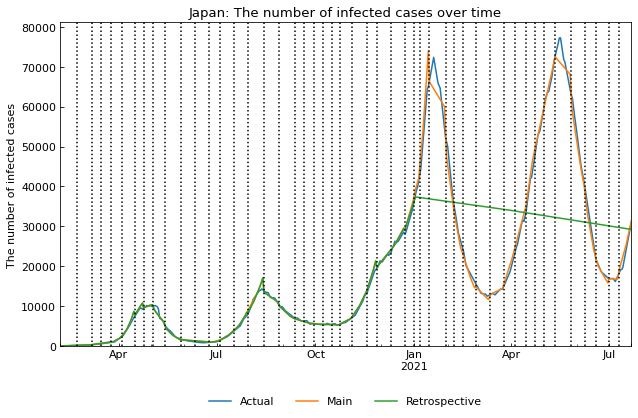 Japan: The number of infected cases over time
The number of infected cases
80000
70000
60000
50000
40000
30000
20000
10000
0
Apr
Jul
Oct
Jan
2021
Apr
Jul
Actual
Main
Retrospective